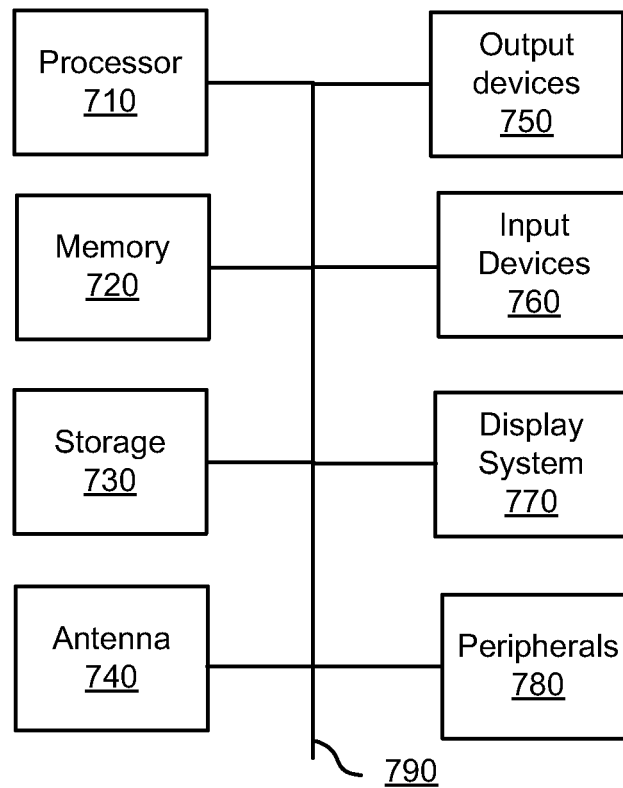 Processor
710
Output
devices
750
Memory
720
Input
Devices
760
Storage
730
Display
System
770
Antenna
740
Peripherals
780
790